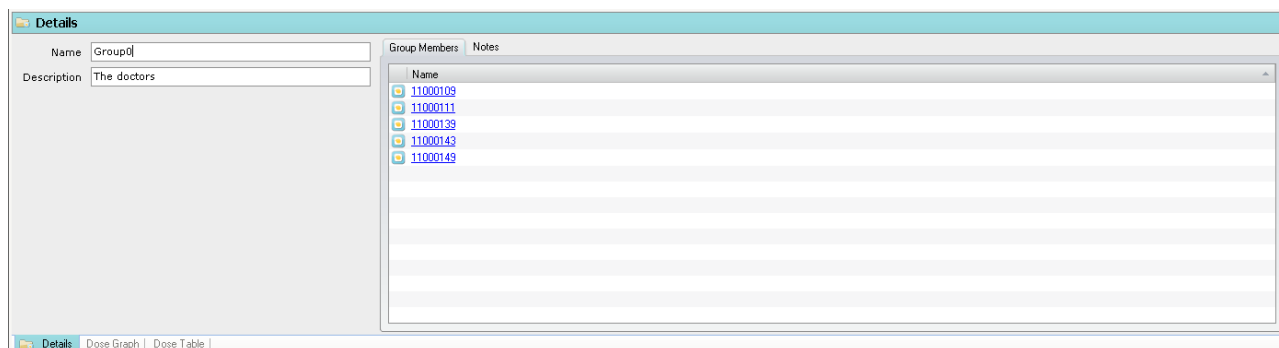 Details
Name Group0
Description The doctors
Group Members Notes
Name
11000109
11000111
11000139
11000143
11000149
Details Dose Graph | Dose Table |